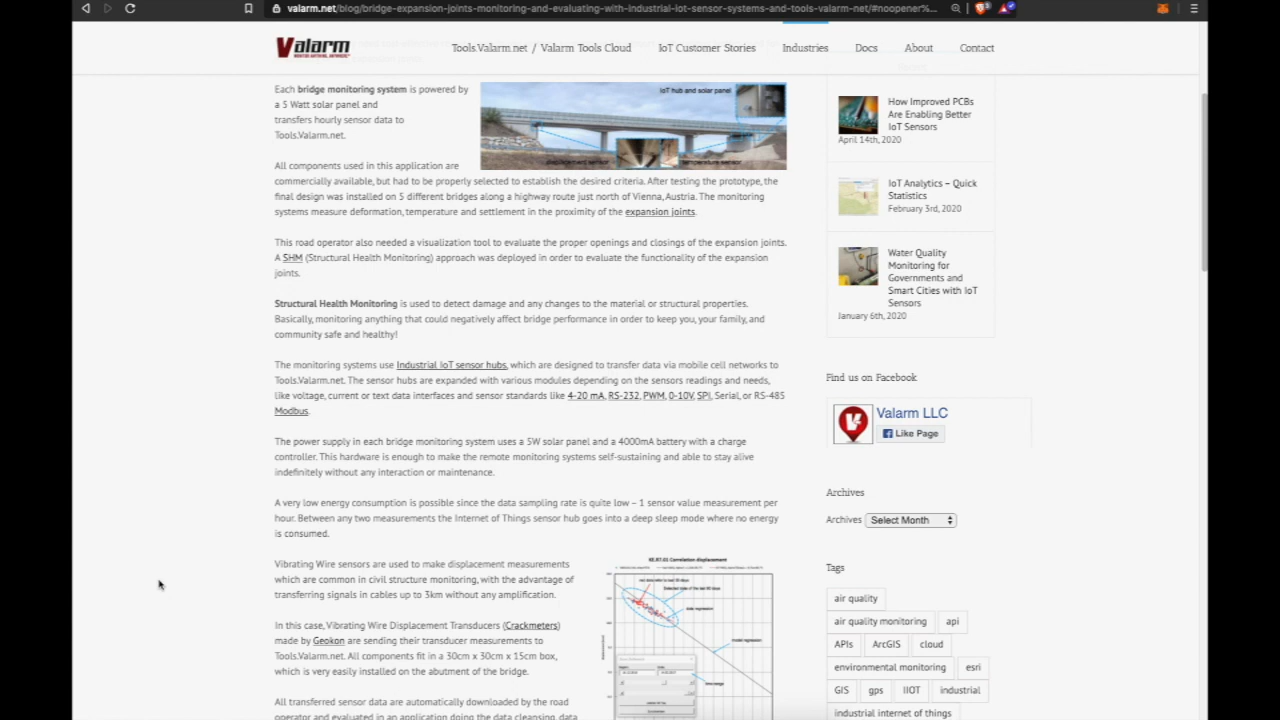 valarm.net/blog/bridge-expansion-joints-monitoring-and-evaluating-with-industrial-iot-sensor-systems-and-tools-valarm-net/#noopener%...
Valarm
Tools.Valarm.net / Valarm Tools Cloud
IoT Customer Stories
Industries
Docs
About
Contact
Each bridge monitoring system is powered by
a 5 Watt solar panel and
transfers hourly sensor data to
Tools.Valarm.net.
IoT hub and solar panel
displacement sensor
temperature sensor
All components used in this application are
commercially available, but had to be properly selected to establish the desired criteria. After testing the prototype, the
final design was installed on 5 different bridges along a highway route just north of Vienna, Austria. The monitoring
systems measure deformation, temperature and settlement in the proximity of the expansion joints.
This road operator also needed a visualization tool to evaluate the proper openings and closings of the expansion joints.
A SHM (Structural Health Monitoring) approach was deployed in order to evaluate the functionality of the expansion
joints.
Structural Health Monitoring is used to detect damage and any changes to the material or structural properties.
Basically, monitoring anything that could negatively affect bridge performance in order to keep you, your family, and
community safe and healthy!
The monitoring systems use Industrial IoT sensor hubs, which are designed to transfer data via mobile cell networks to
Tools.Valarm.net. The sensor hubs are expanded with various modules depending on the sensors readings and needs,
like voltage, current or text data interfaces and sensor standards like 4-20 mA, RS-232, PWM, 0-10V, SPI, Serial, or RS-485
Modbus.
The power supply in each bridge monitoring system uses a 5W solar panel and a 4000mA battery with a charge
controller. This hardware is enough to make the remote monitoring systems self-sustaining and able to stay alive
indefinitely without any interaction or maintenance.
A very low energy consumption is possible since the data sampling rate is quite low – 1 sensor value measurement per
hour. Between any two measurements the Internet of Things sensor hub goes into a deep sleep mode where no energy
is consumed.
Vibrating Wire sensors are used to make displacement measurements
which are common in civil structure monitoring, with the advantage of
transferring signals in cables up to 3km without any amplification.
In this case, Vibrating Wire Displacement Transducers (Crackmeters)
made by Geokon are sending their transducer measurements to
Tools.Valarm.net. All components fit in a 30cm x 30cm x 15cm box,
which is very easily installed on the abutment of the bridge.
All transferred sensor data are automatically downloaded by the road
operator and evaluated in an application doing the data cleansing, data
Correlation displacement
data regression
model regression
time range
How Improved PCBs
Are Enabling Better
IoT Sensors
April 14th, 2020
IoT Analytics – Quick
Statistics
February 3rd, 2020
Water Quality
Monitoring for
Governments and
Smart Cities with IoT
Sensors
January 6th, 2020
Find us on Facebook
Valarm LLC
Like Page
Archives
Archives Select Month
Tags
air quality
air quality monitoring
api
APIs
ArcGIS
cloud
environmental monitoring
esri
GIS
gps
IIOT
industrial
industrial internet of things